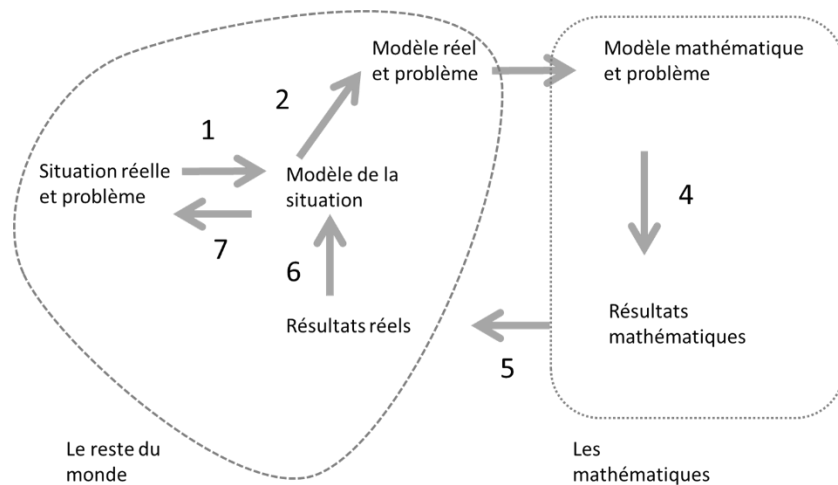 Modèle réel
et problème
Modèle mathématique
et problème
2
1
Situation réelle
et problème
Modèle de la
situation
4
7
6
Résultats réels
Résultats
mathématiques
5
Le reste du
monde
Les
mathématiques